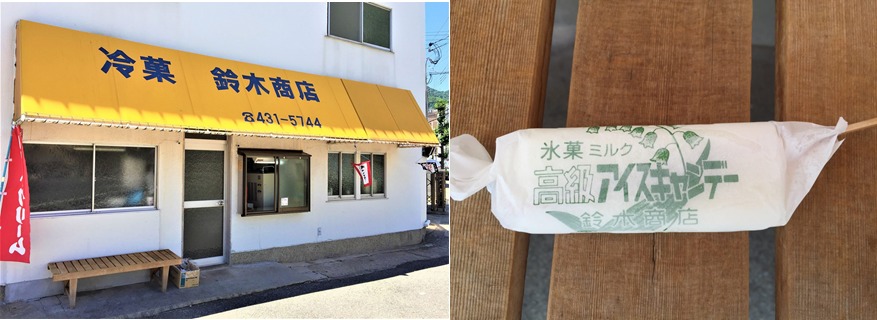 冷菓 鈴木商店
☎431-5744
氷菓 ミルク
高級アイスキャンデー
鈴木商店